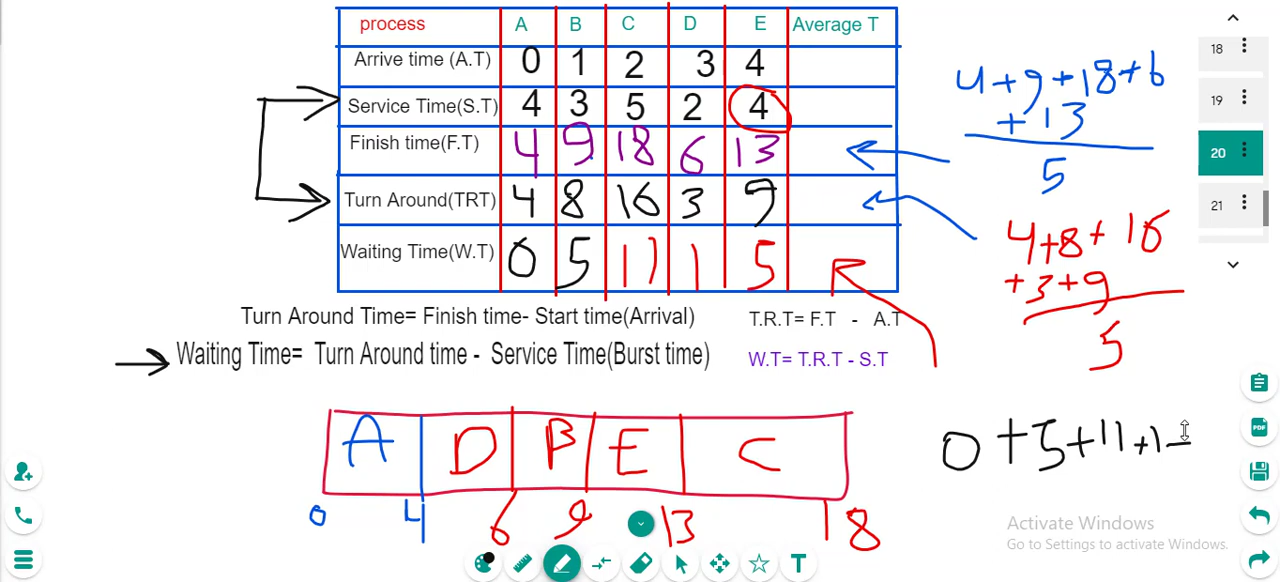 process A B C D E Average T
Arrive time (A.T) 0 1 2 3 4
Service Time(S.T) 4 3 5 2 4
Finish time(F.T) 4 9 18 6 13
Turn Around(TRT) 4 8 16 3 9
Waiting Time(W.T) 0 5 11 1 5
4+9+18+6
+13
5
4+8+16
+3+9
5
Turn Around Time= Finish time- Start time(Arrival) T.R.T= F.T - A.T
Waiting Time= Turn Around time - Service Time(Burst time) W.T= T.R.T - S.T
A D B E C
0 4 6 9 13 18
0+5+11+1
18
19
20
21
PDF
T
Activate Windows
Go to Settings to activate Windows.